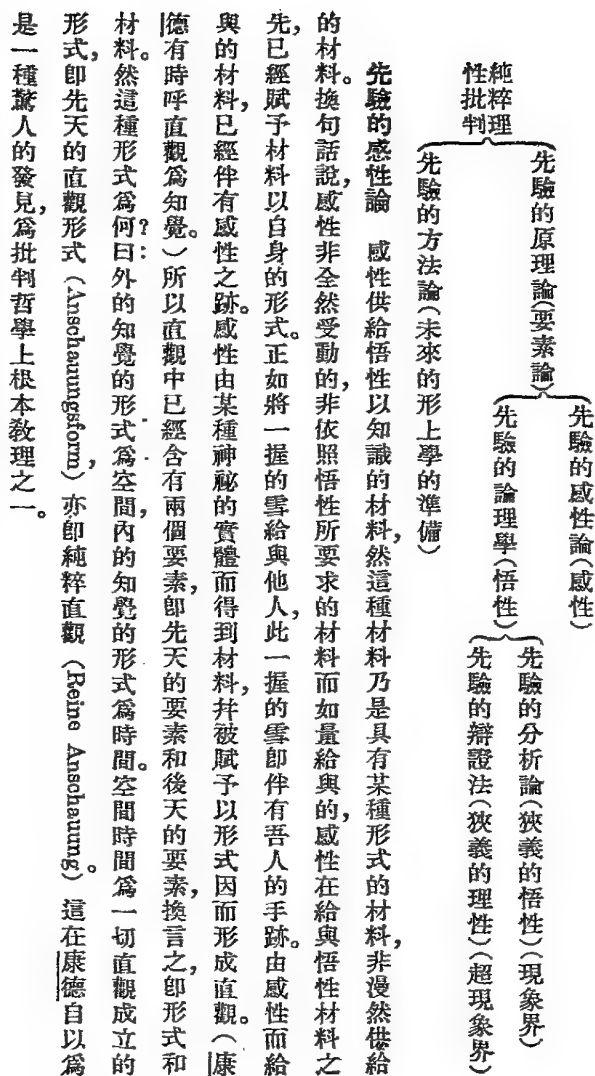 純粹理
性批判
先驗的原理論(要素論)
先驗的感性論(感性)
先驗的論理學(悟性)
先驗的分析論(狹義的悟性)(現象界)
先驗的辯證法(狹義的理性)(超現象界)
先驗的方法論(未來的形上學的準備)
先驗的感性論　感性供給悟性以知識的材料,然這種材料乃是具有某種形式的材料,非漫然供給
的材料。換句話說,感性非全然受動的,非依照悟性所要求的材料而如量給與的,感性在給與悟性材料之
先,已經賦予材料以自身的形式。正如將一握的雪給與他人,此一握的雪卽伴有吾人的手跡。由感性而給
與的材料,已經伴有感性之跡。感性由某種神祕的實體而得到材料,幷被賦予以形式因而形成直觀。(康
德有時呼直觀爲知覺。)所以直觀中已經含有兩個要素,卽先天的要素和後天的要素,換言之,卽形式和
材料。然這種形式爲何?曰:外的知覺的形式爲空間,內的知覺的形式爲時間。空間時間爲一切直觀成立的
形式,卽先天的直觀形式(Anschauungsform),亦卽純粹直觀(Reine Anschauung)。這在康德自以爲
是一種驚人的發見,爲批判哲學上根本敎理之一。